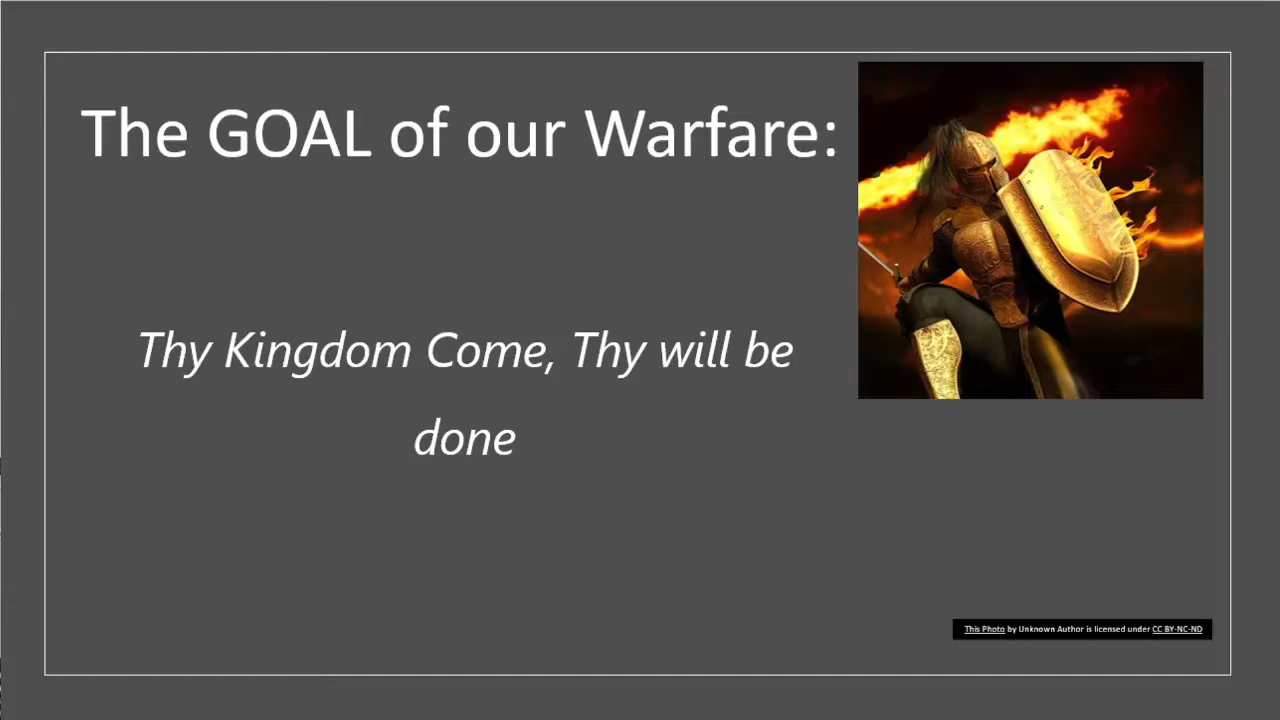 The GOAL of our Warfare:
Thy Kingdom Come, Thy will be
done
This Photo by Unknown Author is licensed under CC BY-NC-ND